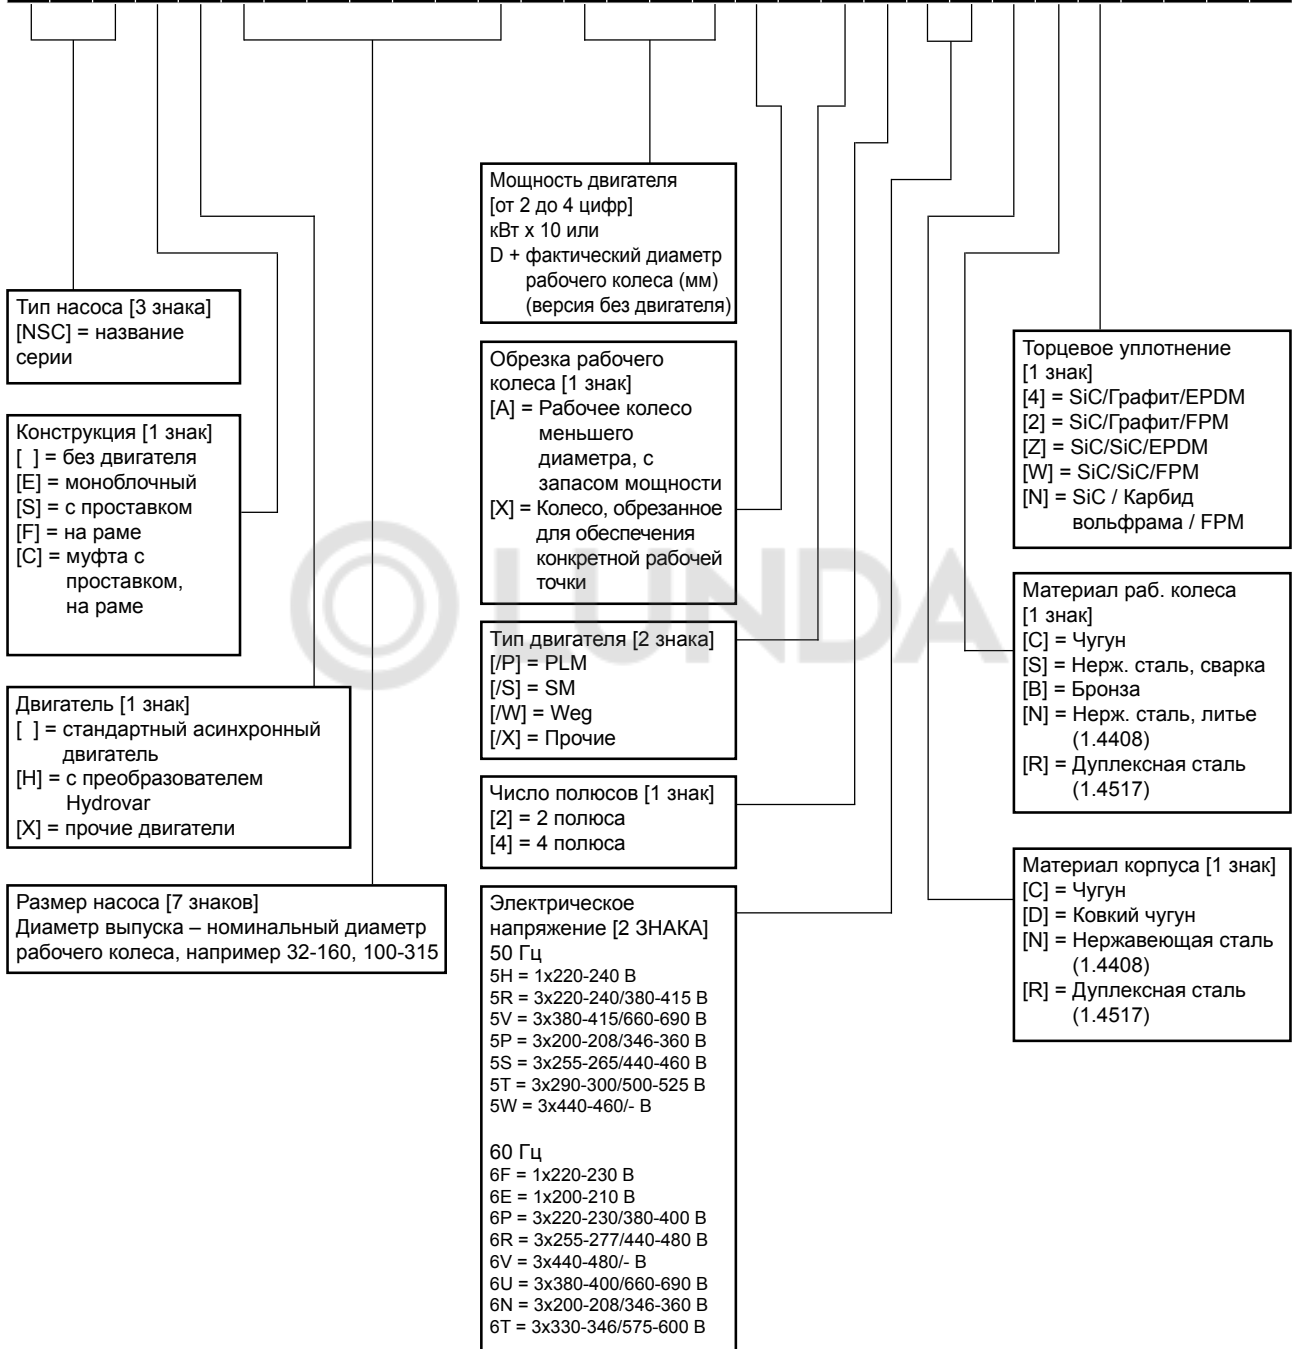 Тип насоса [3 знака]
[NSC] = название
серии
Конструкция [1 знак]
[ ] = без двигателя
[E] = моноблочный
[S] = с проставком
[F] = на раме
[C] = муфта с
проставком,
на раме
Двигатель [1 знак]
[ ] = стандартный асинхронный
двигатель
[H] = с преобразователем
Hydrovar
[X] = прочие двигатели
Размер насоса [7 знаков]
Диаметр выпуска – номинальный диаметр
рабочего колеса, например 32-160, 100-315
Мощность двигателя
[от 2 до 4 цифр]
кВт x 10 или
D + фактический диаметр
рабочего колеса (мм)
(версия без двигателя)
Обрезка рабочего
колеса [1 знак]
[A] = Рабочее колесо
меньшего
диаметра, с
запасом мощности
[X] = Колесо, обрезанное
для обеспечения
конкретной рабочей
точки
Тип двигателя [2 знака]
[/P] = PLM
[/S] = SM
[/W] = Weg
[/X] = Прочие
Число полюсов [1 знак]
[2] = 2 полюса
[4] = 4 полюса
Электрическое
напряжение [2 ЗНАКА]
50 Гц
5H = 1x220-240 В
5R = 3x220-240/380-415 В
5V = 3x380-415/660-690 В
5P = 3x200-208/346-360 В
5S = 3x255-265/440-460 В
5T = 3x290-300/500-525 В
5W = 3x440-460/- В
60 Гц
6F = 1x220-230 В
6E = 1x200-210 В
6P = 3x220-230/380-400 В
6R = 3x255-277/440-480 В
6V = 3x440-480/- В
6U = 3x380-400/660-690 В
6N = 3x200-208/346-360 В
6T = 3x330-346/575-600 В
Торцевое уплотнение
[1 знак]
[4] = SiC/Графит/EPDM
[2] = SiC/Графит/FPM
[Z] = SiC/SiC/EPDM
[W] = SiC/SiC/FPM
[N] = SiC / Карбид
вольфрама / FPM
Материал раб. колеса
[1 знак]
[C] = Чугун
[S] = Нерж. сталь, сварка
[B] = Бронза
[N] = Нерж. сталь, литье
(1.4408)
[R] = Дуплексная сталь
(1.4517)
Материал корпуса [1 знак]
[C] = Чугун
[D] = Ковкий чугун
[N] = Нержавеющая сталь
(1.4408)
[R] = Дуплексная сталь
(1.4517)
LUNDA